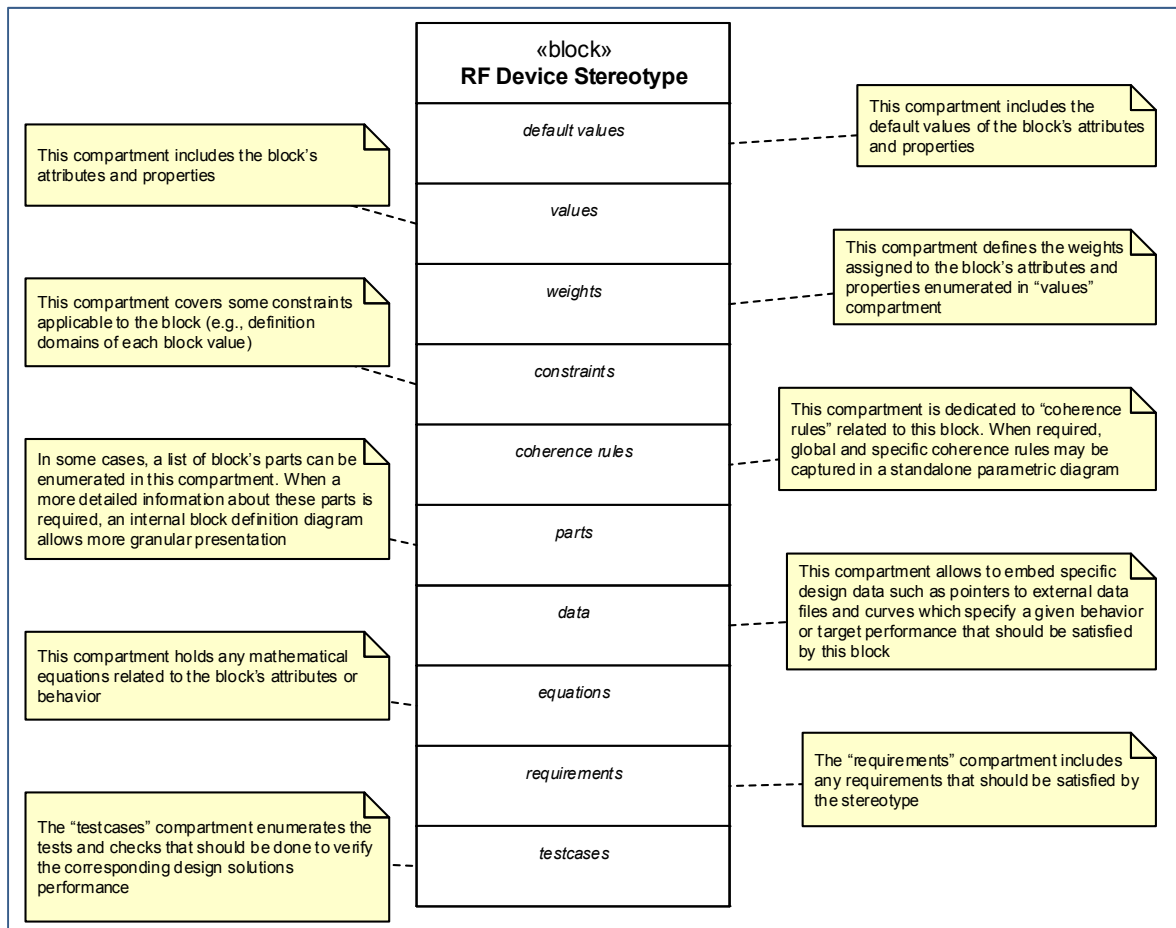 «block»
RF Device Stereotype
default values
values
weights
constraints
coherence rules
parts
data
equations
requirements
testcases
This compartment includes the block's
attributes and properties
This compartment covers some constraints
applicable to the block (e.g., definition
domains of each block value)
In some cases, a list of block's parts can be
enumerated in this compartment. When a
more detailed information about these parts is
required, an internal block definition diagram
allows more granular presentation
This compartment holds any mathematical
equations related to the block's attributes or
behavior
The “testcases” compartment enumerates the
tests and checks that should be done to verify
the corresponding design solutions
performance
This compartment includes the
default values of the block's attributes
and properties
This compartment defines the weights
assigned to the block's attributes and
properties enumerated in “values”
compartment
This compartment is dedicated to “coherence
rules” related to this block. When required,
global and specific coherence rules may be
captured in a standalone parametric diagram
This compartment allows to embed specific
design data such as pointers to external data
files and curves which specify a given behavior
or target performance that should be satisfied
by this block
The “requirements” compartment includes
any requirements that should be satisfied by
the stereotype